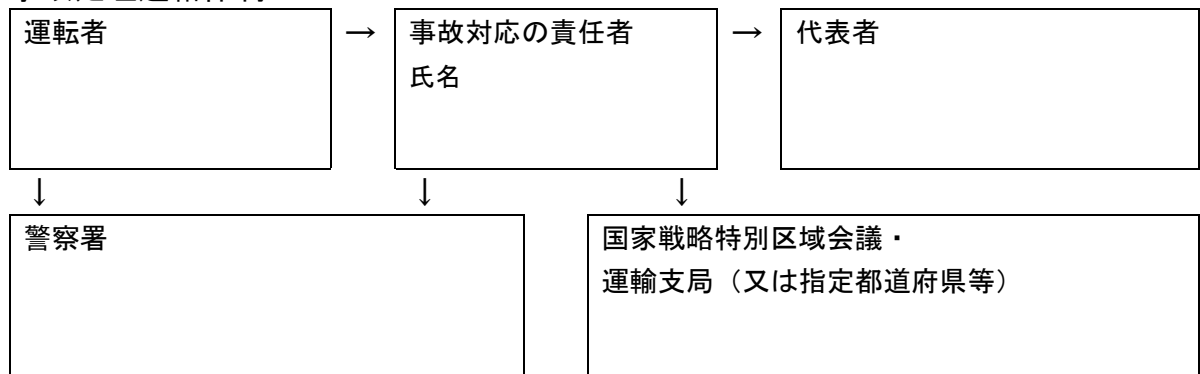 運転者 → 事故対応の責任者 → 代表者
氏名
↓ ↓ ↓
警察署 国家戦略特別区域会議・
運輸支局（又は指定都道府県等）